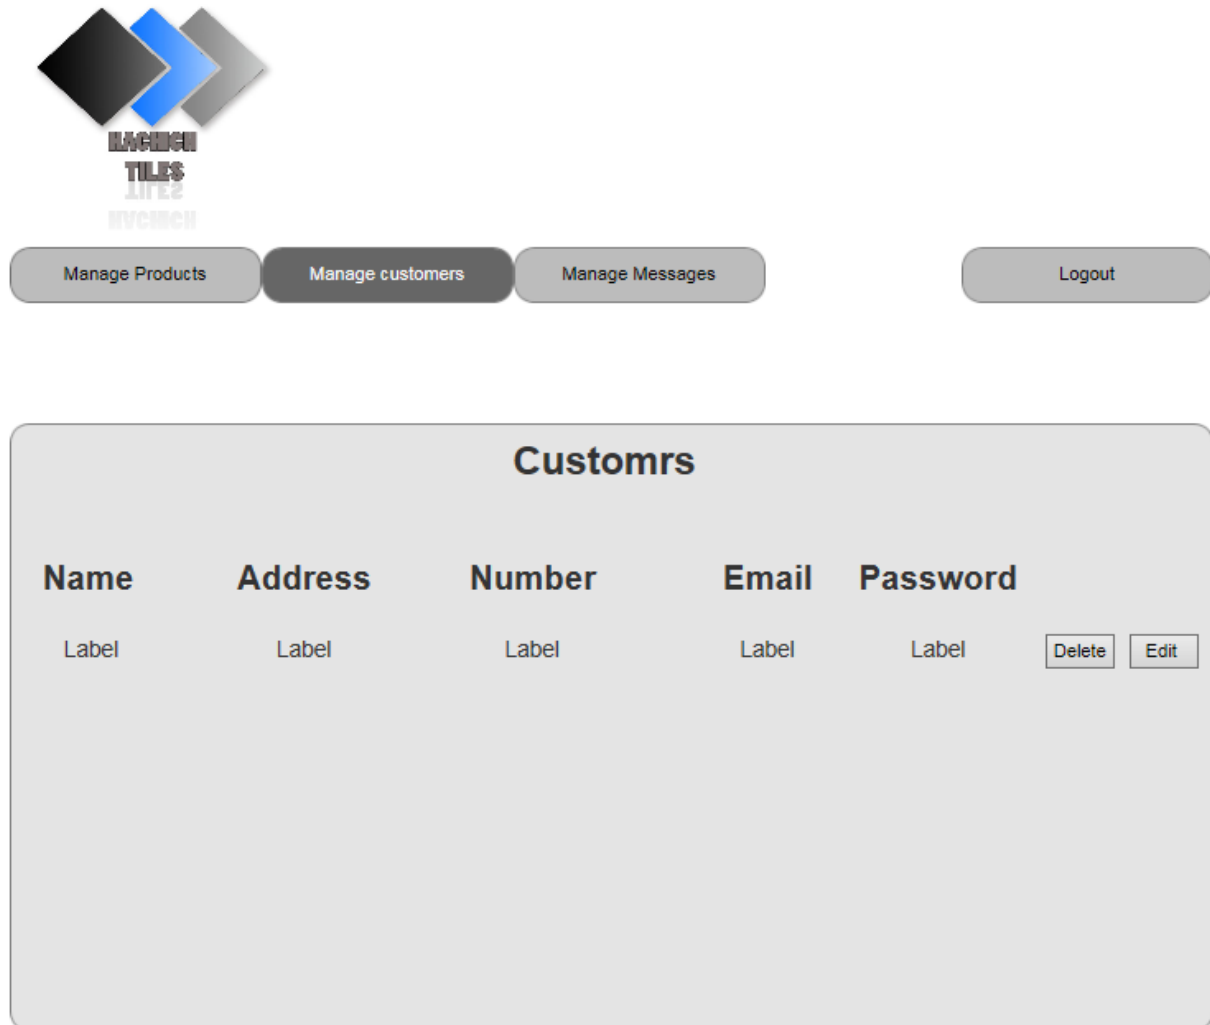 HACHICH
TILES
Manage Products Manage customers Manage Messages Logout
Customrs
Name Address Number Email Password
Label Label Label Label Label Delete Edit